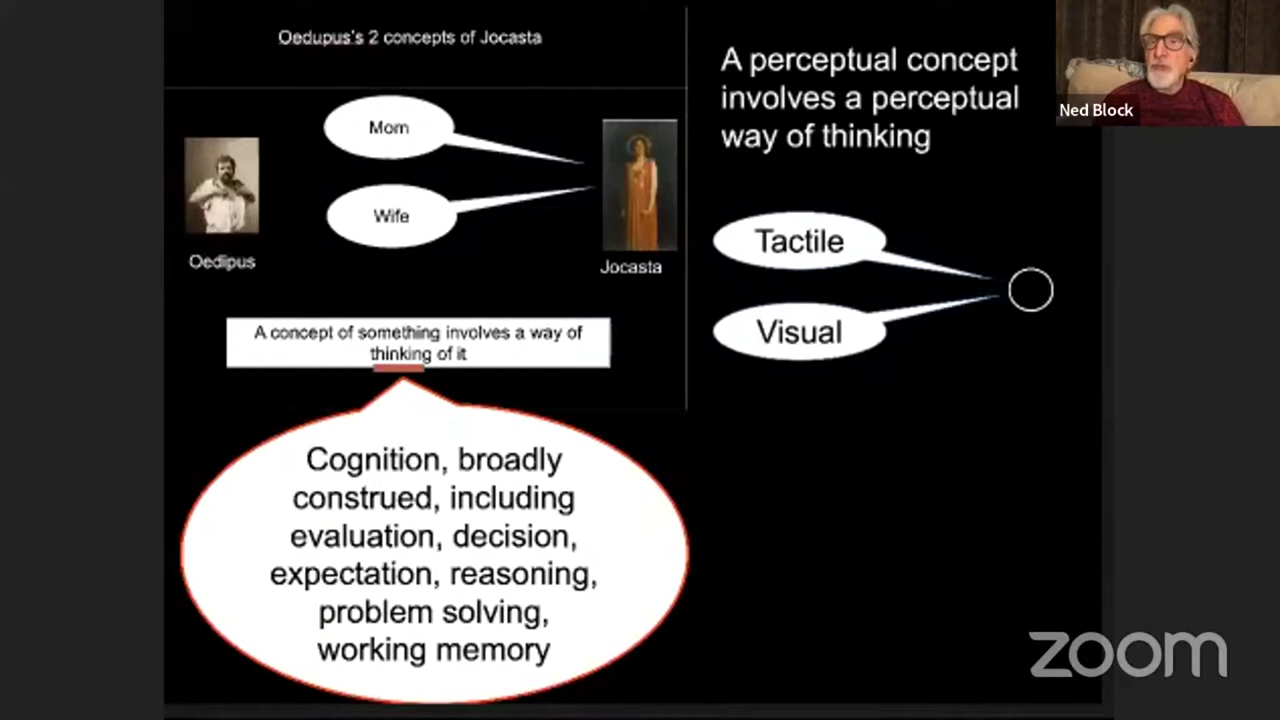 Oedupus's 2 concepts of Jocasta
Mom
Wife
Oedipus
Jocasta
A concept of something involves a way of
thinking of it
Cognition, broadly
construed, including
evaluation, decision,
expectation, reasoning,
problem solving,
working memory
A perceptual concept
involves a perceptual
way of thinking
Tactile
Visual
Ned Block
zoom